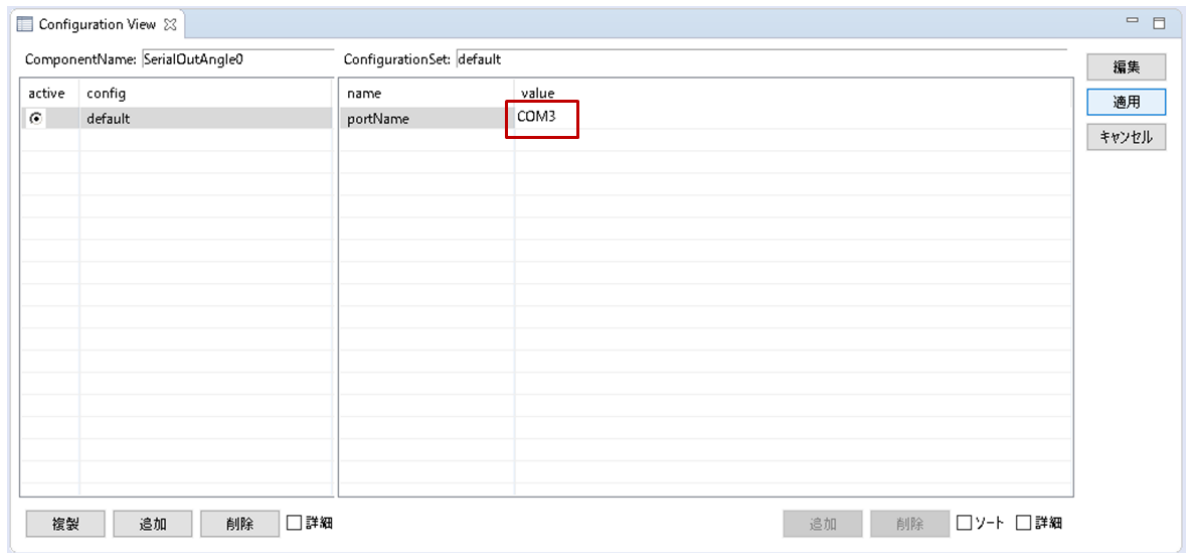 Configuration View
ComponentName: SerialOutAngle0 ConfigurationSet: default
編集
適用
キャンセル
active config
default
name value
portName COM3
複製 追加 削除 詳細
追加 削除 ソート 詳細